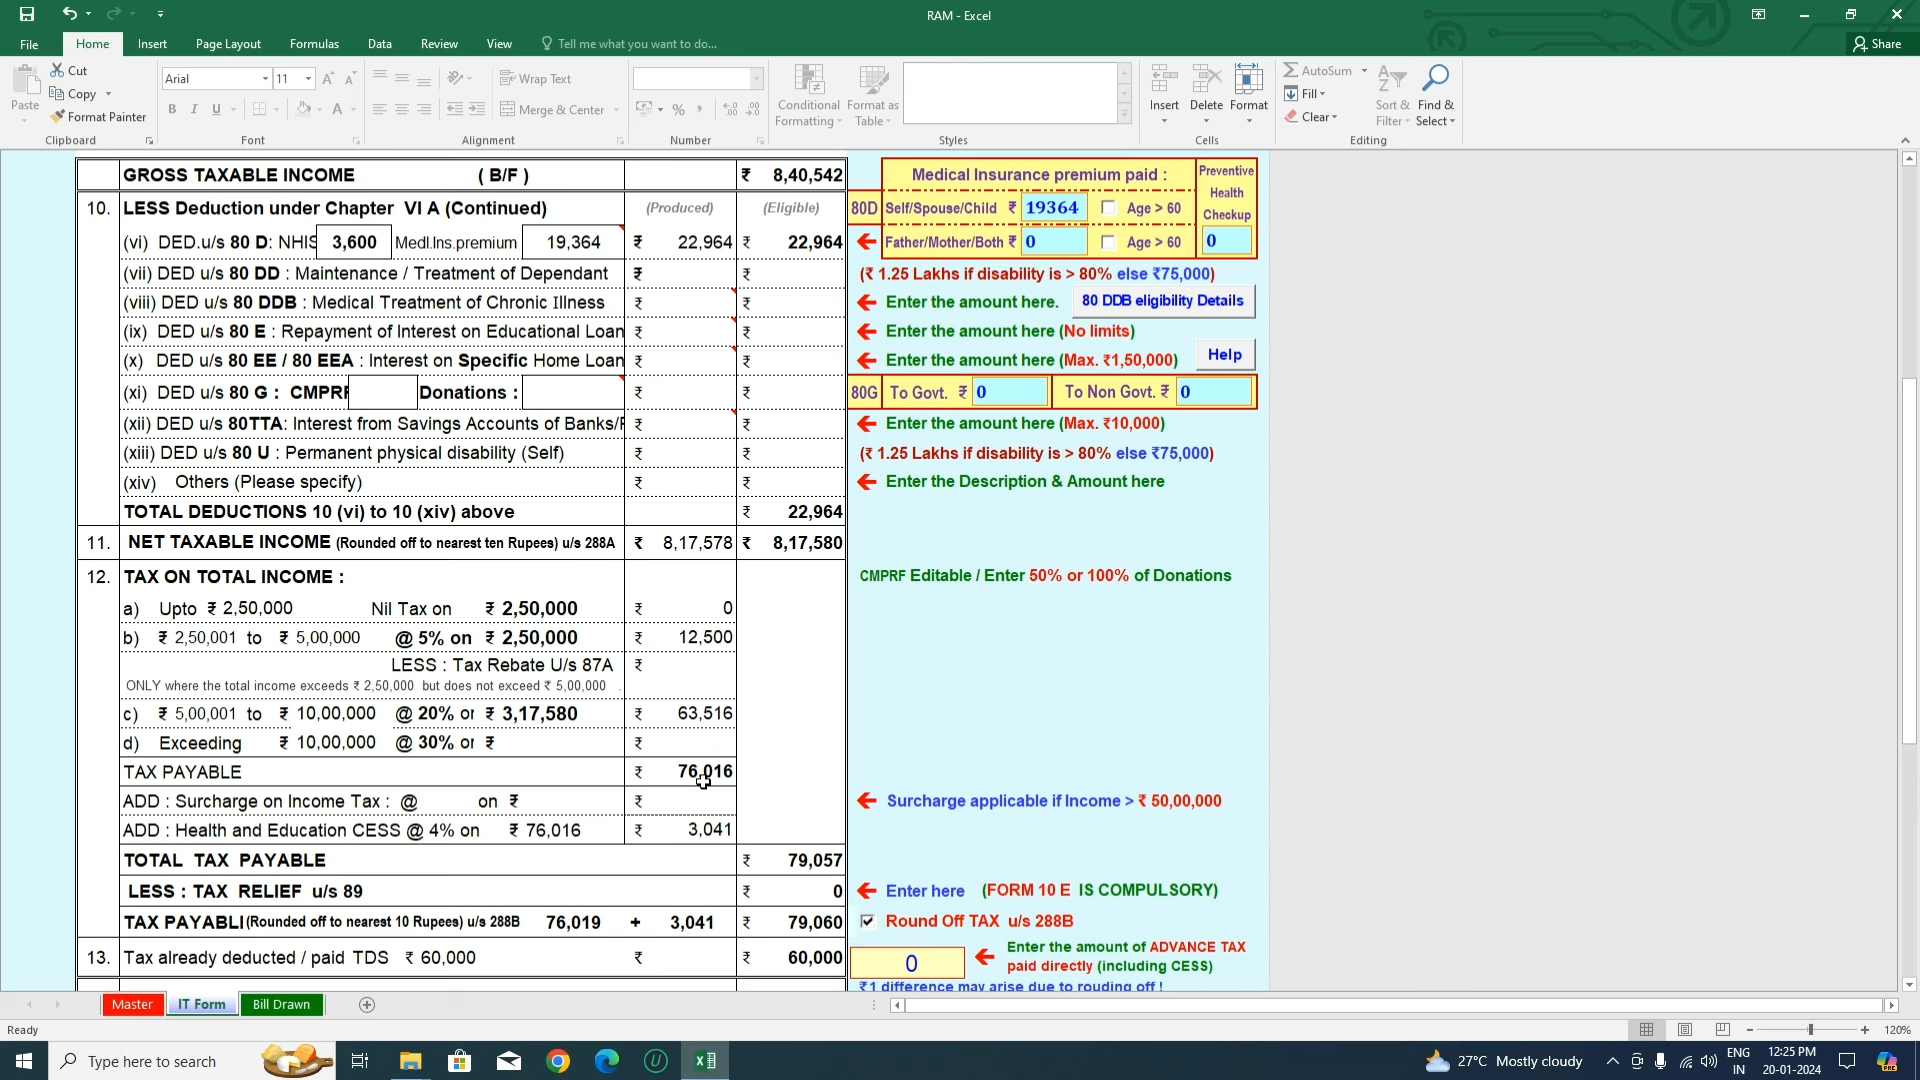 RAM - Excel
File Home Insert Page Layout Formulas Data Review View Tell me what you want to do... Share
Paste Cut Copy Format Painter Clipboard
Arial 11 A A B I U A Font
Wrap Text Merge & Center Alignment
% , Number
Conditional Formatting Format as Table Styles
Insert Delete Format Cells
AutoSum Fill Clear Sort & Filter Find & Select Editing
GROSS TAXABLE INCOME ( B/F ) ₹ 8,40,542
Medical Insurance premium paid : Preventive Health Checkup
10. LESS Deduction under Chapter VI A (Continued) (Produced) (Eligible)
80D Self/Spouse/Child ₹ 19364 Age > 60
(vi) DED.u/s 80 D: NHIS 3,600 Medl.Ins.premium 19,364 ₹ 22,964 ₹ 22,964
Father/Mother/Both ₹ 0 Age > 60 0
(vii) DED u/s 80 DD : Maintenance / Treatment of Dependant ₹ ₹
(₹ 1.25 Lakhs if disability is > 80% else ₹75,000)
(viii) DED u/s 80 DDB : Medical Treatment of Chronic Illness ₹ ₹
Enter the amount here. 80 DDB eligibility Details
(ix) DED u/s 80 E : Repayment of Interest on Educational Loan ₹ ₹
Enter the amount here (No limits)
(x) DED u/s 80 EE / 80 EEA : Interest on Specific Home Loan ₹ ₹
Enter the amount here (Max. ₹1,50,000) Help
(xi) DED u/s 80 G : CMPRF Donations : ₹ ₹
80G To Govt. ₹ 0 To Non Govt. ₹ 0
(xii) DED u/s 80TTA: Interest from Savings Accounts of Banks/ ₹ ₹
Enter the amount here (Max. ₹10,000)
(xiii) DED u/s 80 U : Permanent physical disability (Self) ₹ ₹
(₹ 1.25 Lakhs if disability is > 80% else ₹75,000)
(xiv) Others (Please specify) ₹ ₹
Enter the Description & Amount here
TOTAL DEDUCTIONS 10 (vi) to 10 (xiv) above ₹ 22,964
11. NET TAXABLE INCOME (Rounded off to nearest ten Rupees) u/s 288A ₹ 8,17,578 ₹ 8,17,580
12. TAX ON TOTAL INCOME :
CMPRF Editable / Enter 50% or 100% of Donations
a) Upto ₹ 2,50,000 Nil Tax on ₹ 2,50,000 ₹ 0
b) ₹ 2,50,001 to ₹ 5,00,000 @ 5% on ₹ 2,50,000 ₹ 12,500
LESS : Tax Rebate U/s 87A ₹
ONLY where the total income exceeds ₹ 2,50,000 but does not exceed ₹ 5,00,000 .
c) ₹ 5,00,001 to ₹ 10,00,000 @ 20% or ₹ 3,17,580 ₹ 63,516
d) Exceeding ₹ 10,00,000 @ 30% or ₹ ₹
TAX PAYABLE ₹ 76,016
ADD : Surcharge on Income Tax : @ on ₹ ₹
Surcharge applicable if Income > ₹ 50,00,000
ADD : Health and Education CESS @ 4% on ₹ 76,016 ₹ 3,041
TOTAL TAX PAYABLE ₹ 79,057
LESS : TAX RELIEF u/s 89 ₹ 0
Enter here (FORM 10 E IS COMPULSORY)
TAX PAYABLI (Rounded off to nearest 10 Rupees) u/s 288B 76,019 + 3,041 ₹ 79,060
Round Off TAX u/s 288B
13. Tax already deducted / paid TDS ₹ 60,000 ₹ ₹ 60,000
0 Enter the amount of ADVANCE TAX
paid directly (including CESS)
₹1 difference may arise due to rouding off !
Master IT Form Bill Drawn
Ready 120%
Type here to search 27°C Mostly cloudy ENG IN 12:25 PM 20-01-2024